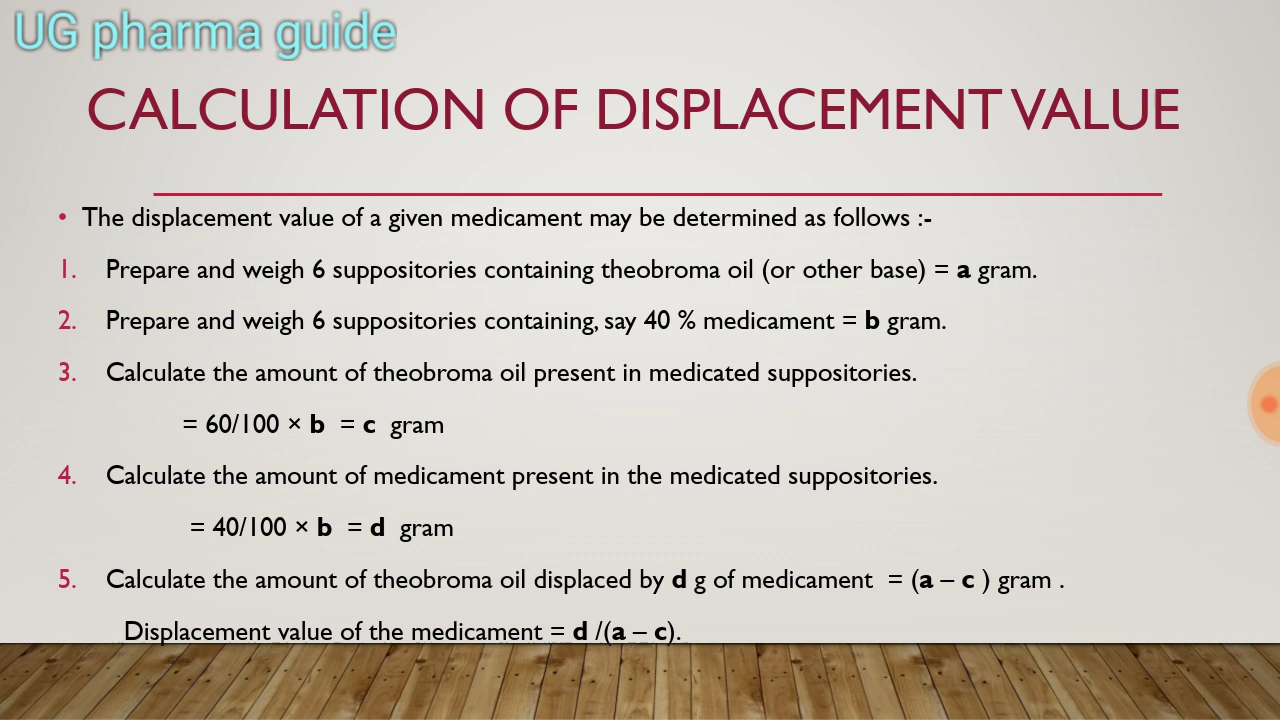 UG pharma guide
CALCULATION OF DISPLACEMENT VALUE
• The displacement value of a given medicament may be determined as follows :-
1. Prepare and weigh 6 suppositories containing theobroma oil (or other base) = a gram.
2. Prepare and weigh 6 suppositories containing, say 40 % medicament = b gram.
3. Calculate the amount of theobroma oil present in medicated suppositories.
= 60/100 × b = c gram
4. Calculate the amount of medicament present in the medicated suppositories.
= 40/100 × b = d gram
5. Calculate the amount of theobroma oil displaced by d g of medicament = (a – c ) gram .
Displacement value of the medicament = d /(a – c).